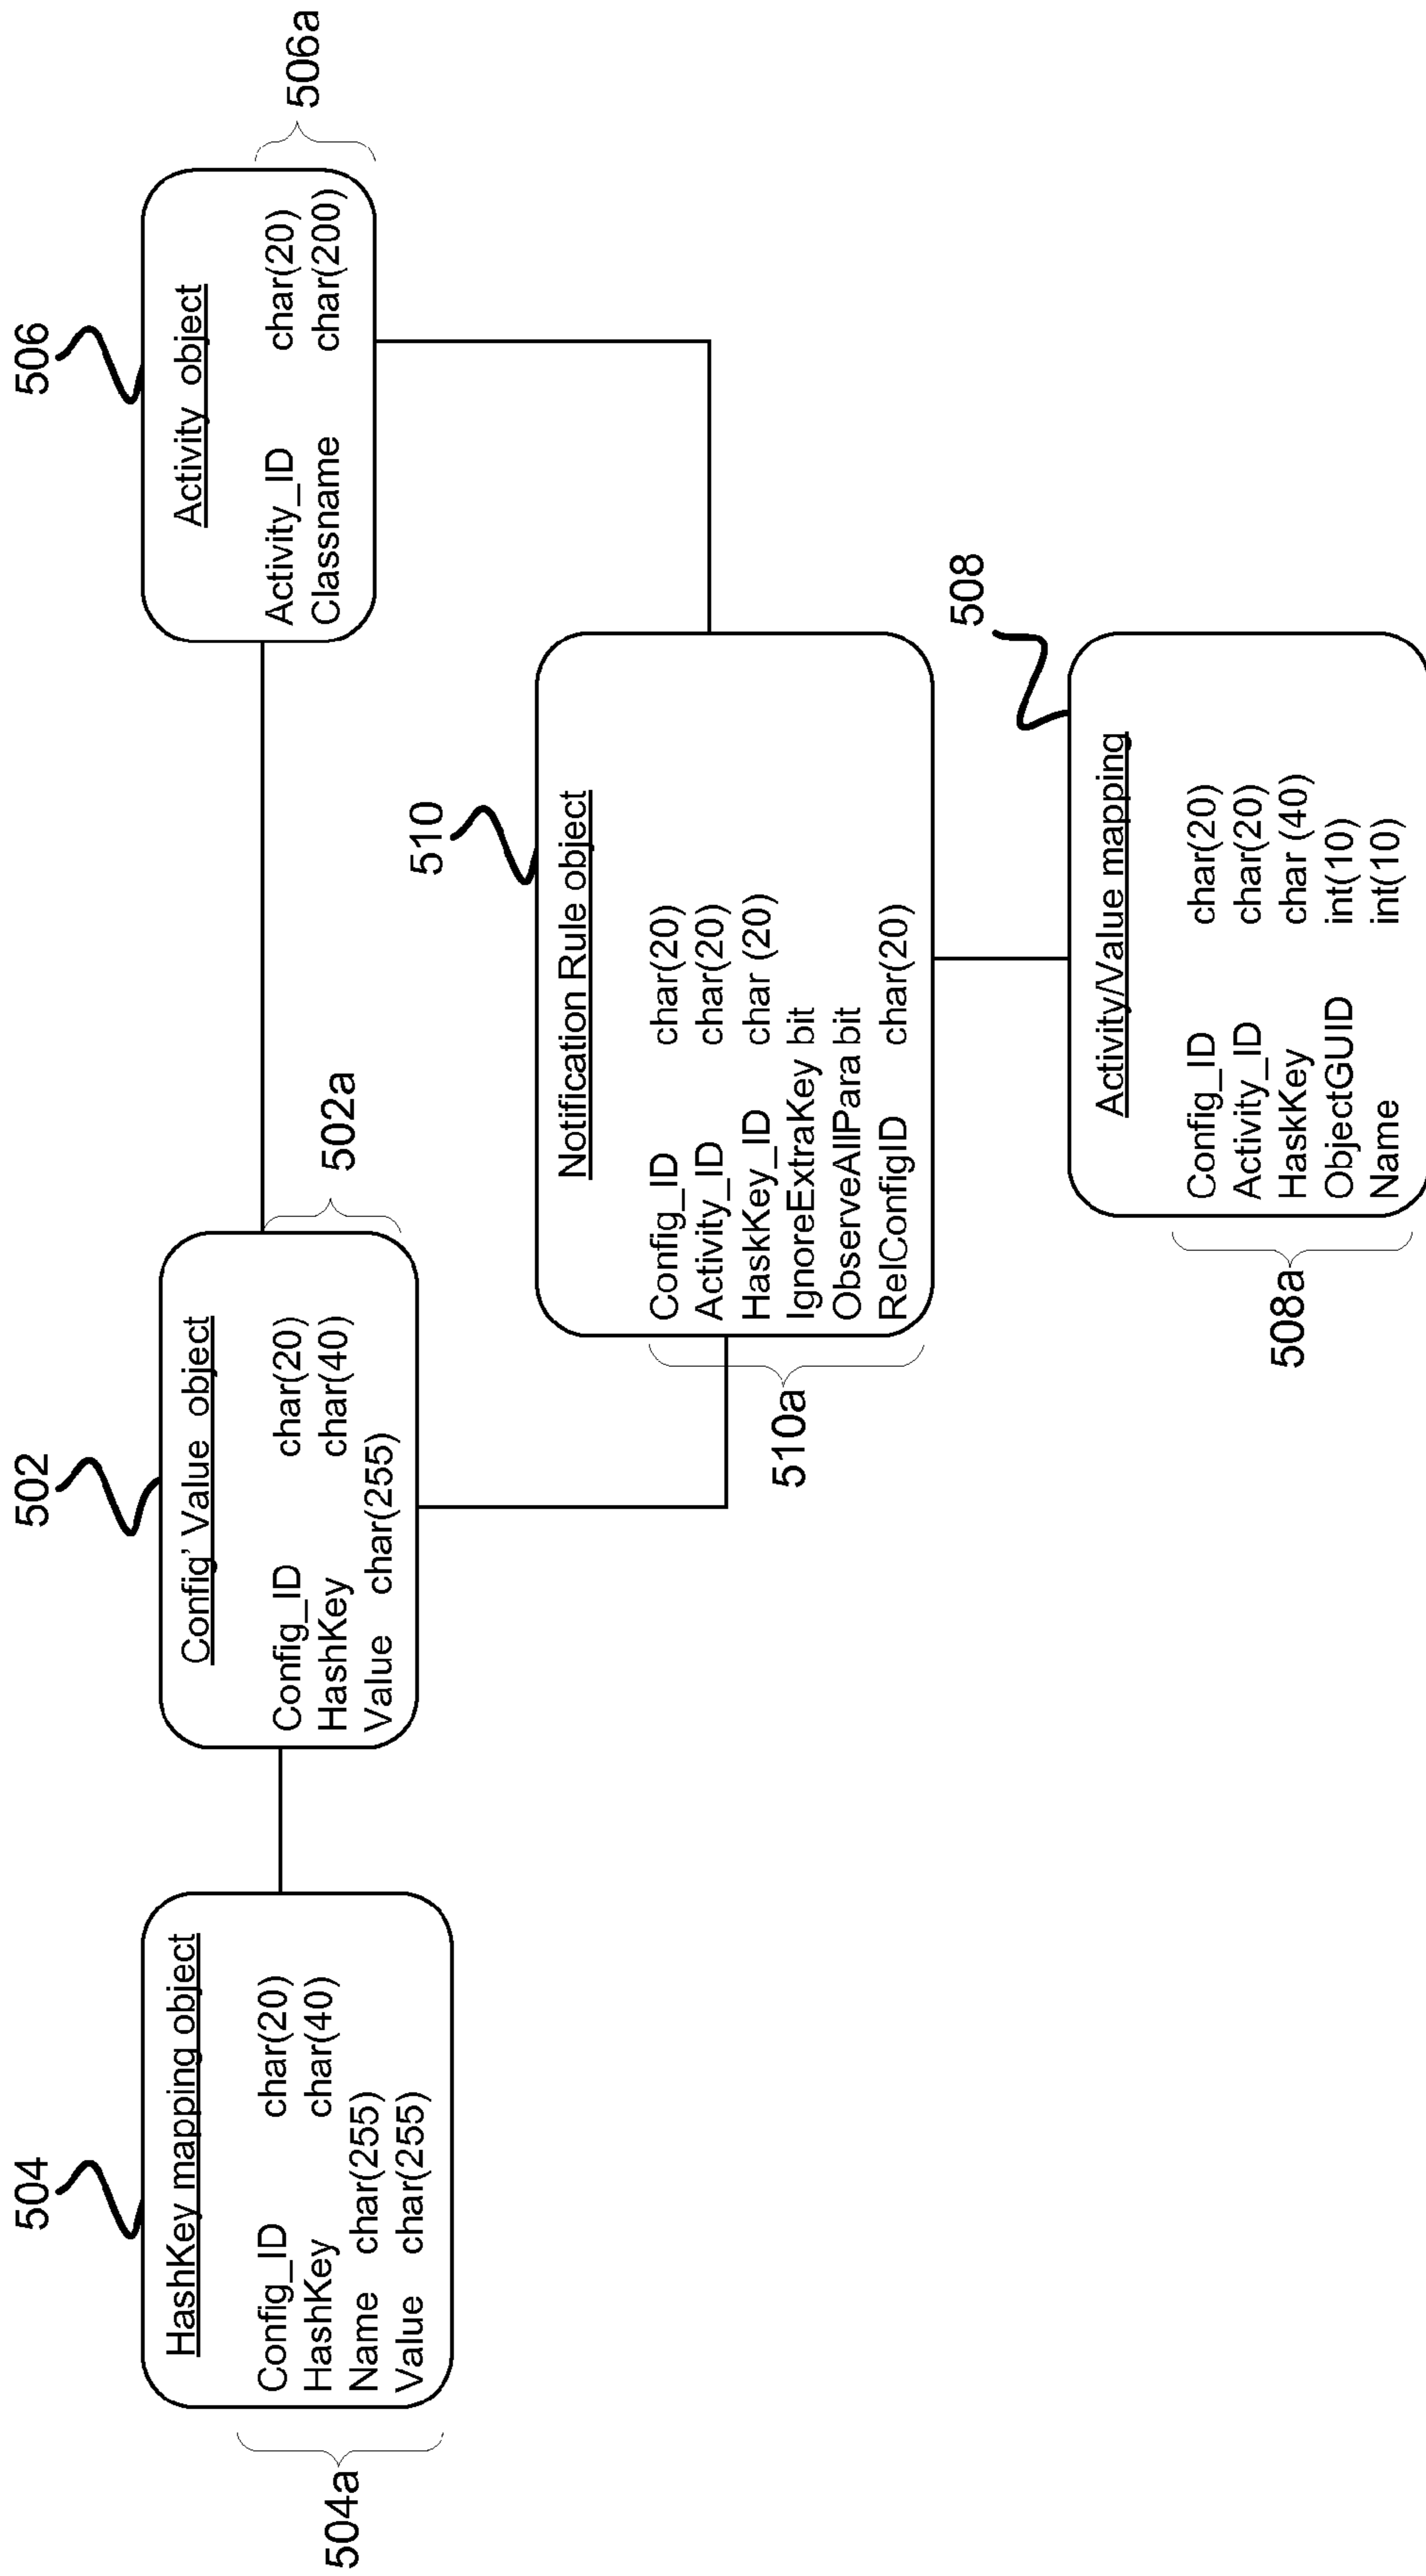 504
HashKey mapping object
Config_ID char(20)
HashKey char(40)
Name char(255)
Value char(255)
504a
502
Config' Value object
Config_ID char(20)
HashKey char(40)
Value char(255)
502a
506
Activity object
Activity_ID char(20)
Classname char(200)
506a
510
Notification Rule object
Config_ID char(20)
Activity_ID char(20)
HaskKey_ID char (20)
IgnoreExtraKey bit
ObserveAllPara bit
RelConfigID char(20)
510a
508
Activity/Value mapping
Config_ID char(20)
Activity_ID char(20)
HaskKey char (40)
ObjectGUID int(10)
Name int(10)
508a